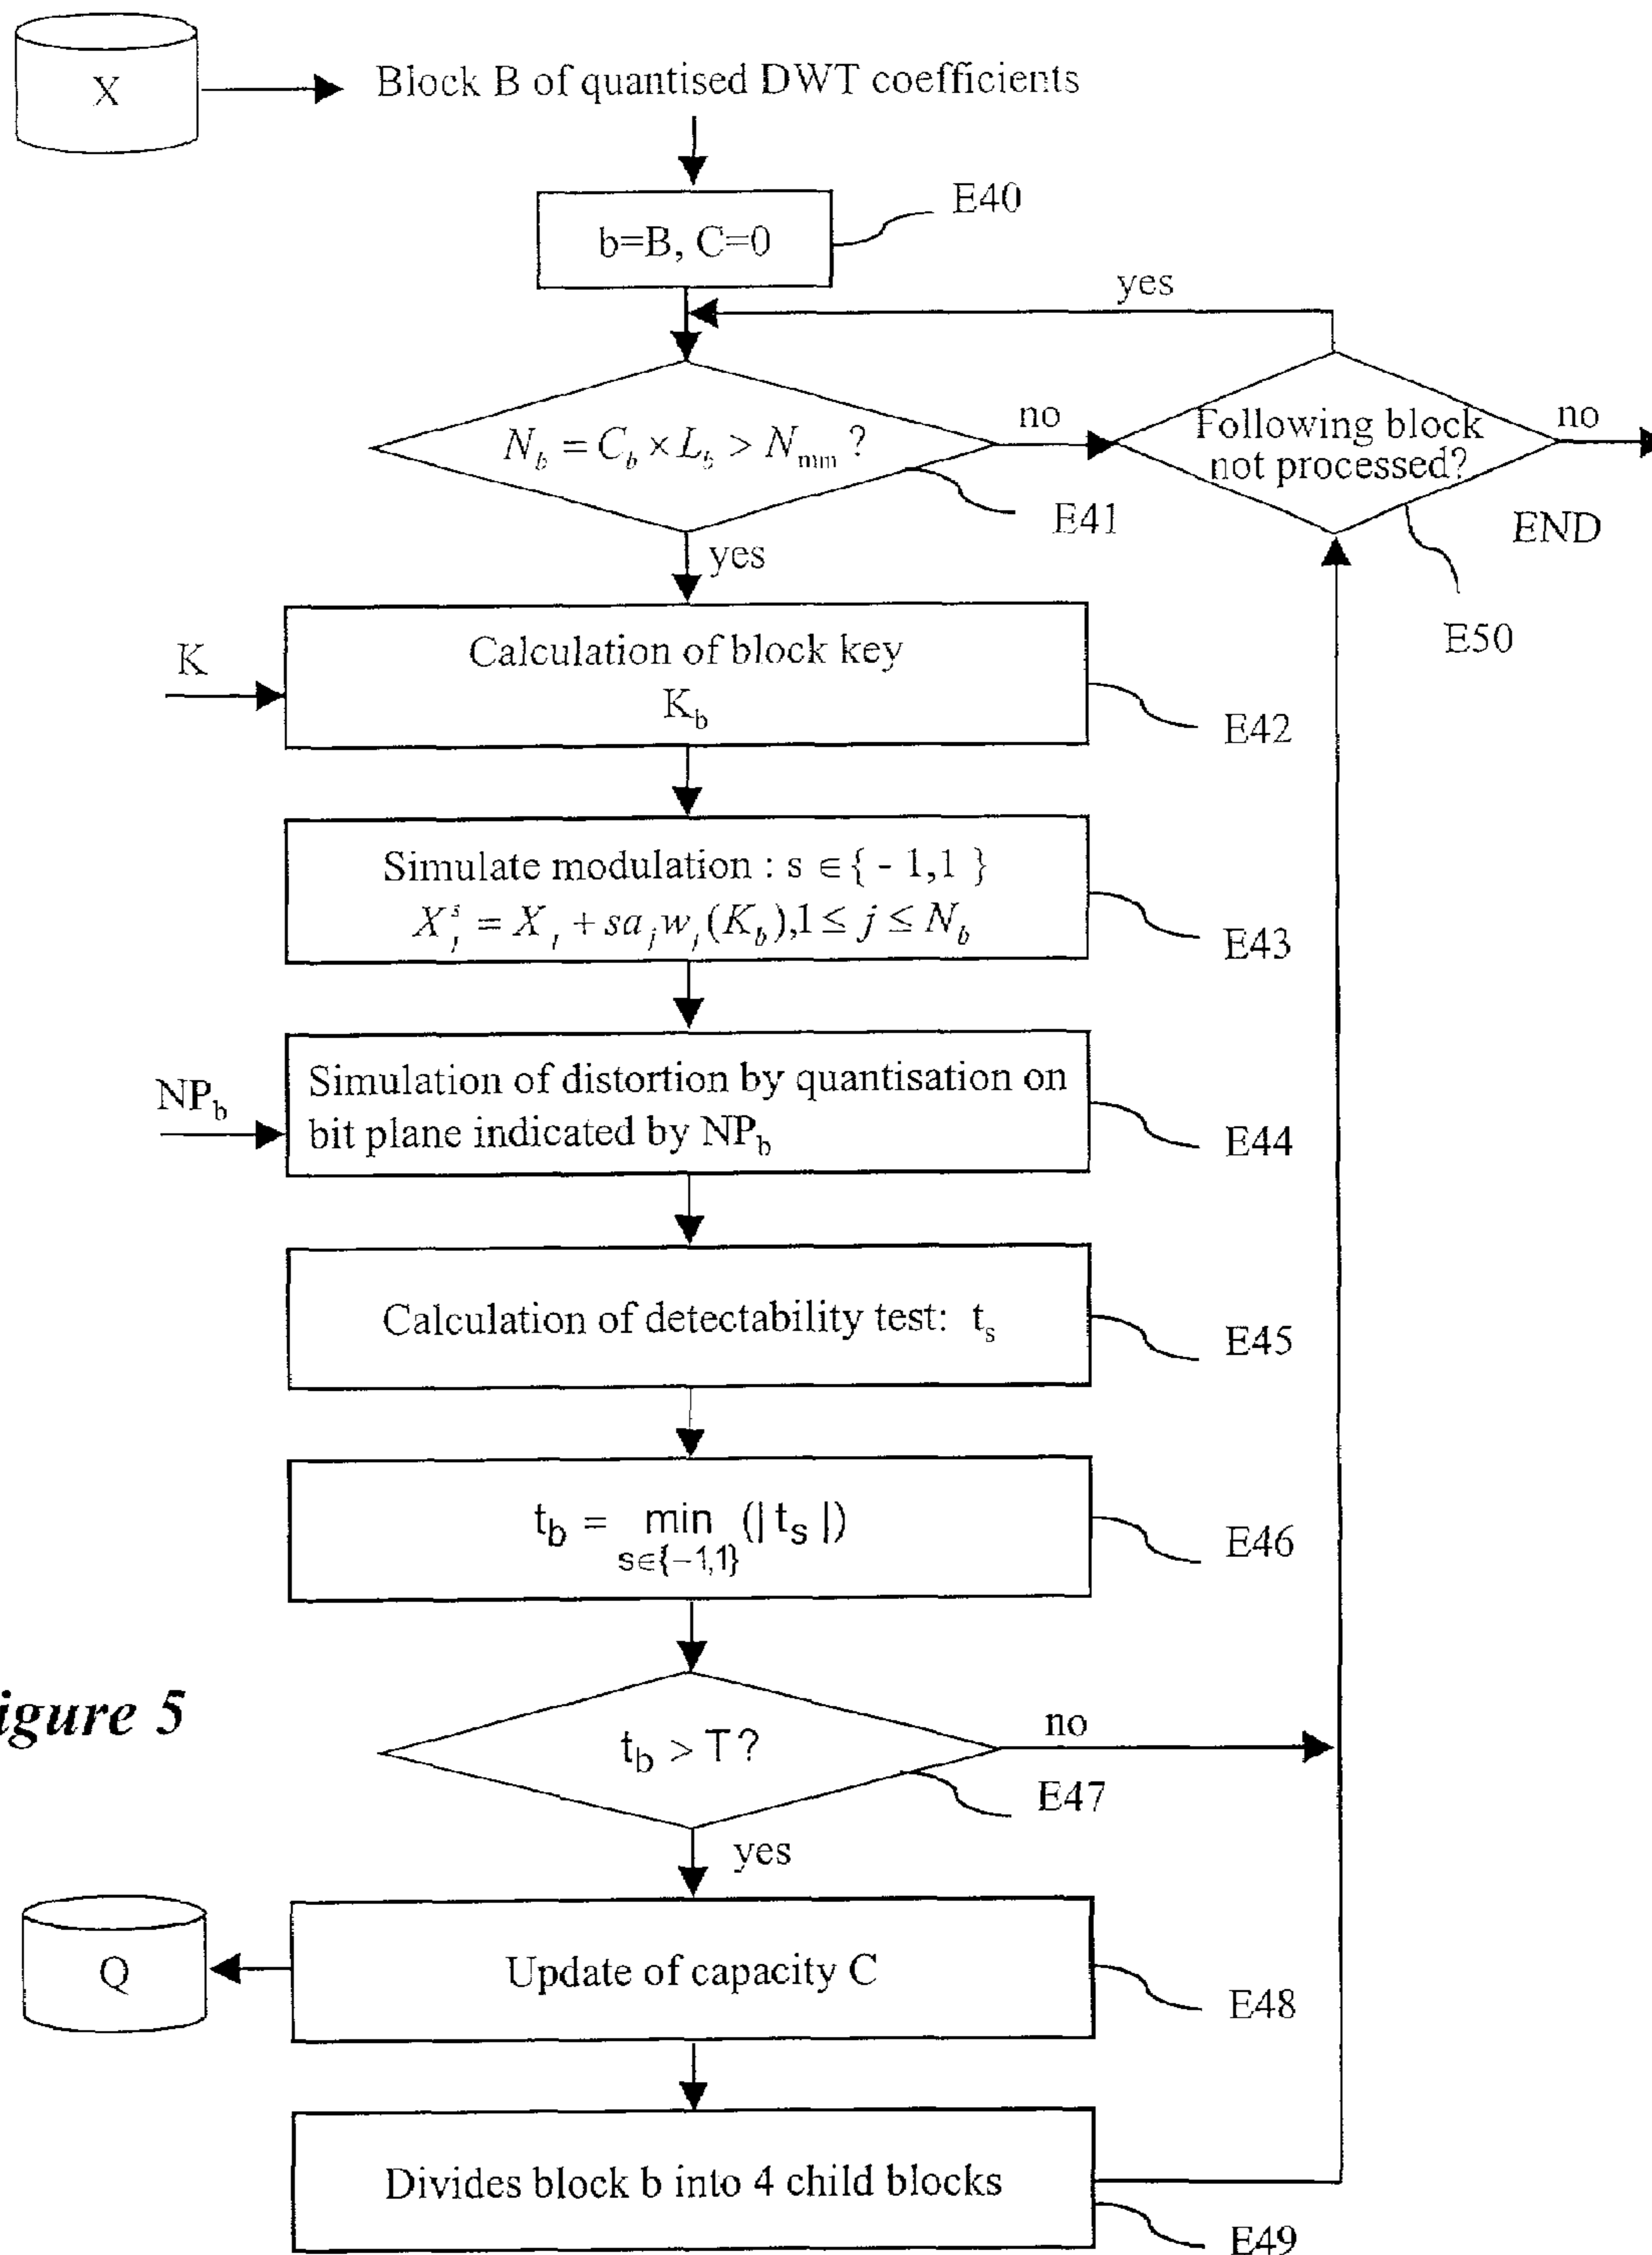 X
Block B of quantised DWT coefficients
b=B, C=0
E40
yes
N_b = C_b × L_b > N_min ?
no
E41
Following block
not processed?
no
END
E50
yes
K
Calculation of block key
K_b
E42
Simulate modulation : s ∈ { - 1,1 }
X_j^s = X_j + sa_j w_j (K_b),1 ≤ j ≤ N_b
E43
NP_b
Simulation of distortion by quantisation on
bit plane indicated by NP_b
E44
Calculation of detectability test: t_s
E45
t_b = min (| t_s |)
s∈{−1,1}
E46
igure 5
t_b > T ?
no
E47
yes
Q
Update of capacity C
E48
Divides block b into 4 child blocks
E49